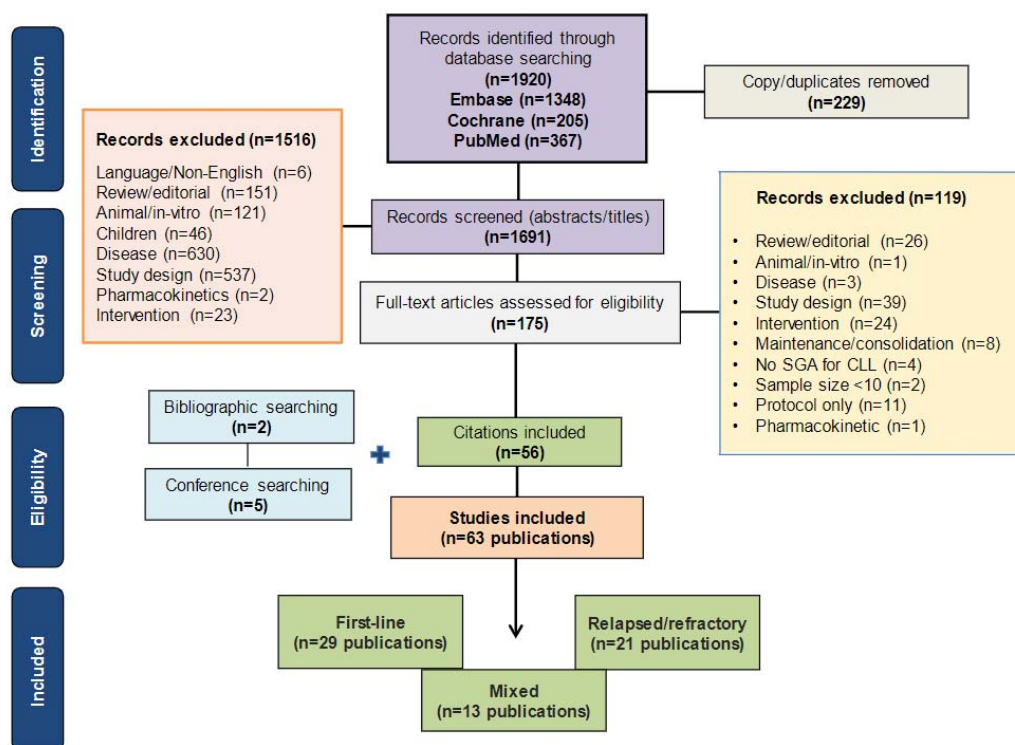 Identification
Records identified through
database searching
(n=1920)
Embase (n=1348)
Cochrane (n=205)
PubMed (n=367)
Copy/duplicates removed
(n=229)
Records excluded (n=1516)
Language/Non-English (n=6)
Review/editorial (n=151)
Animal/in-vitro (n=121)
Children (n=46)
Disease (n=630)
Study design (n=537)
Pharmacokinetics (n=2)
Intervention (n=23)
Screening
Records screened (abstracts/titles)
(n=1691)
Full-text articles assessed for eligibility
(n=175)
Records excluded (n=119)
• Review/editorial (n=26)
• Animal/in-vitro (n=1)
• Disease (n=3)
• Study design (n=39)
• Intervention (n=24)
• Maintenance/consolidation (n=8)
• No SGA for CLL (n=4)
• Sample size <10 (n=2)
• Protocol only (n=11)
• Pharmacokinetic (n=1)
Eligibility
Bibliographic searching
(n=2)
Conference searching
(n=5)
Citations included
(n=56)
Studies included
(n=63 publications)
Included
First-line
(n=29 publications)
Relapsed/refractory
(n=21 publications)
Mixed
(n=13 publications)